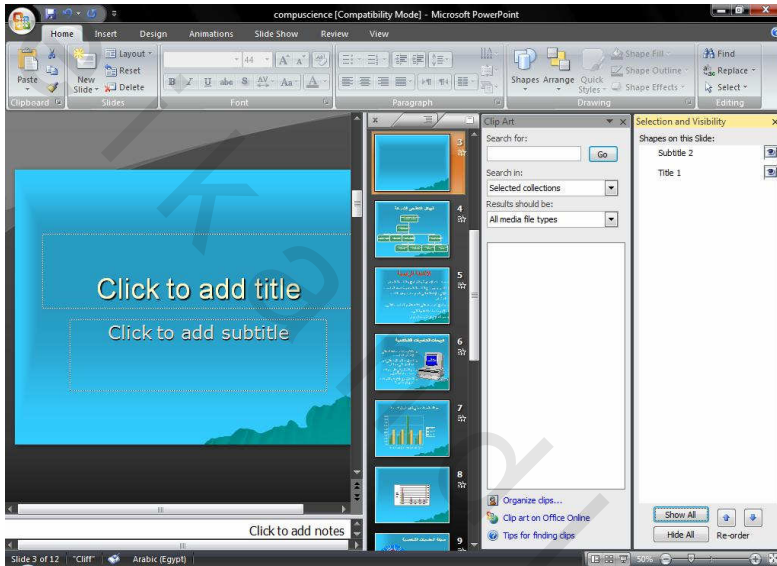 compuscience [Compatibility Mode] - Microsoft PowerPoint
Home Insert Design Animations Slide Show Review View
Paste
Clipboard
New Slide
Layout
Reset
Delete
Slides
44
B I U abc S AV Aa A
Font
Paragraph
Shapes Arrange Quick Styles
Shape Fill
Shape Outline
Shape Effects
Drawing
Find
Replace
Select
Editing
Click to add title
Click to add subtitle
Click to add notes
3
4
5
6
7
8
9
Clip Art
Search for:
Go
Search in:
Selected collections
Results should be:
All media file types
Organize clips...
Clip art on Office Online
Tips for finding clips
Selection and Visibility
Shapes on this Slide:
Subtitle 2
Title 1
Show All
Hide All
Re-order
Slide 3 of 12 "Cliff" Arabic (Egypt)
50%